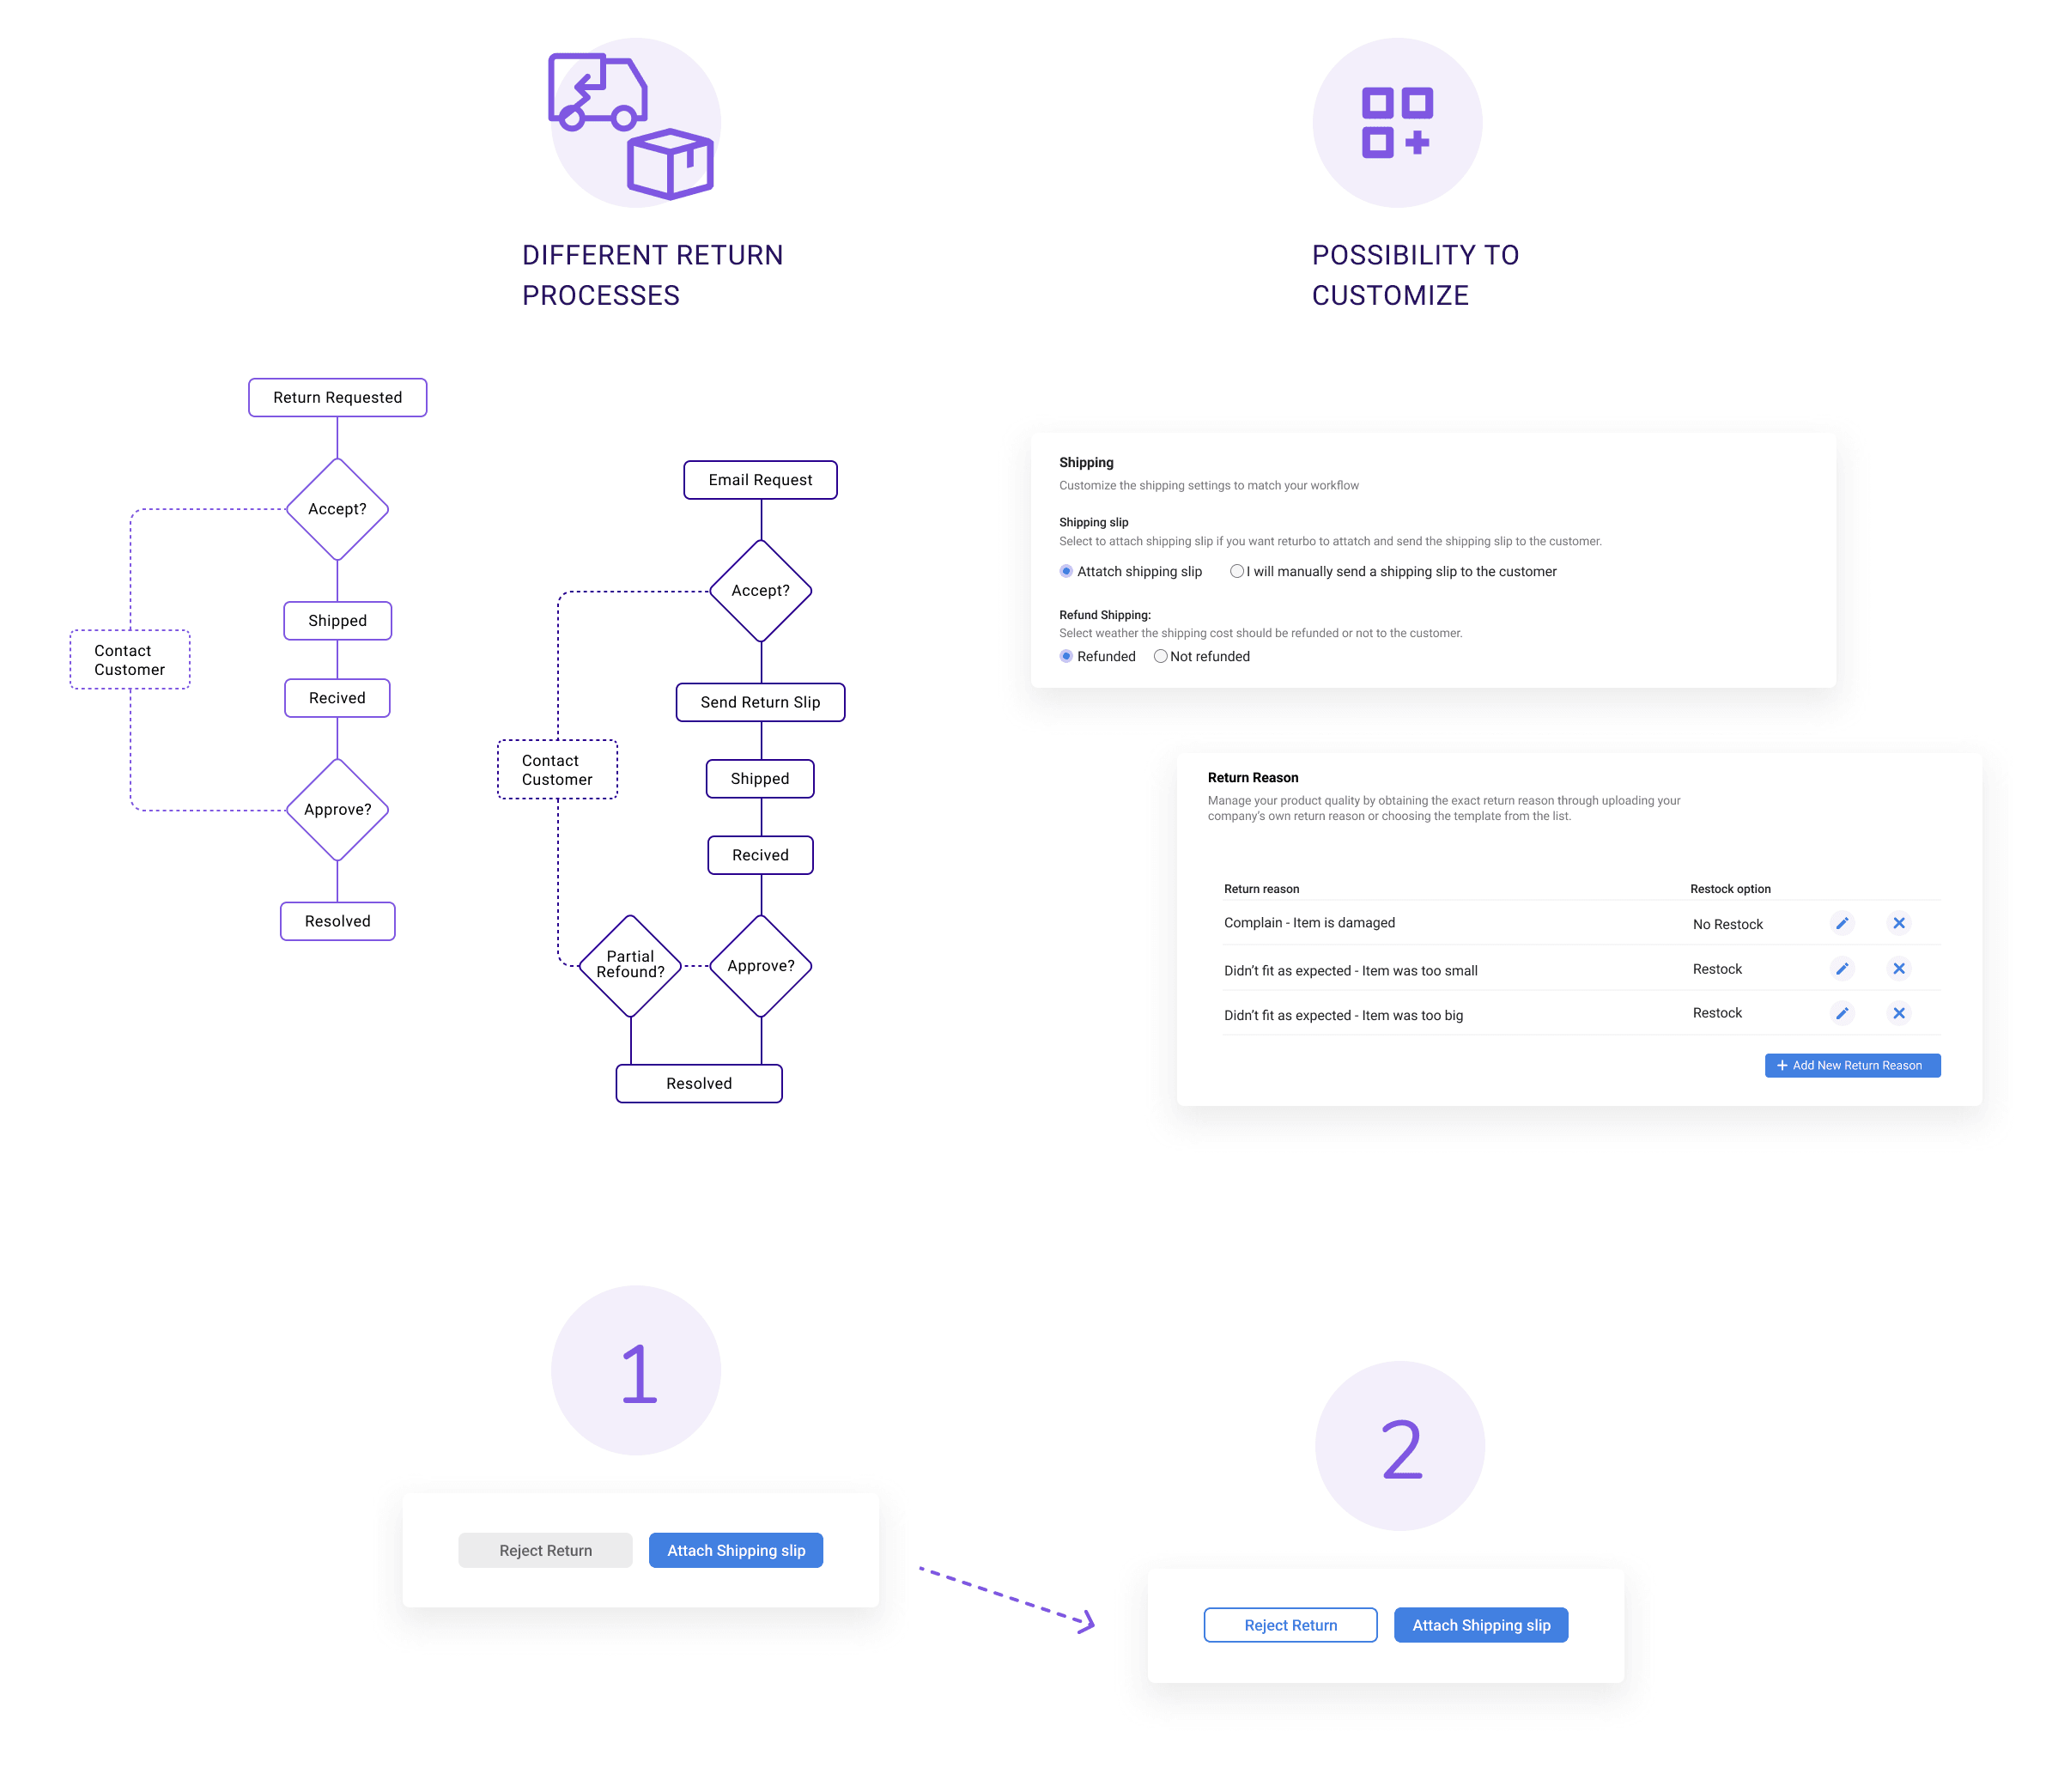 DIFFERENT RETURN
PROCESSES
POSSIBILITY TO
CUSTOMIZE
Return Requested
Accept?
Shipped
Contact
Customer
Recived
Approve?
Resolved
Email Request
Accept?
Send Return Slip
Contact
Customer
Shipped
Recived
Partial
Refound?
Approve?
Resolved
Shipping
Customize the shipping settings to match your workflow
Shipping slip
Select to attach shipping slip if you want returbo to attatch and send the shipping slip to the customer.
Attatch shipping slip
I will manually send a shipping slip to the customer
Refund Shipping:
Select weather the shipping cost should be refunded or not to the customer.
Refunded
Not refunded
Return Reason
Manage your product quality by obtaining the exact return reason through uploading your
company's own return reason or choosing the template from the list.
Return reason
Restock option
Complain - Item is damaged
No Restock
Didn't fit as expected - Item was too small
Restock
Didn't fit as expected - Item was too big
Restock
+ Add New Return Reason
1
Reject Return
Attach Shipping slip
2
Reject Return
Attach Shipping slip